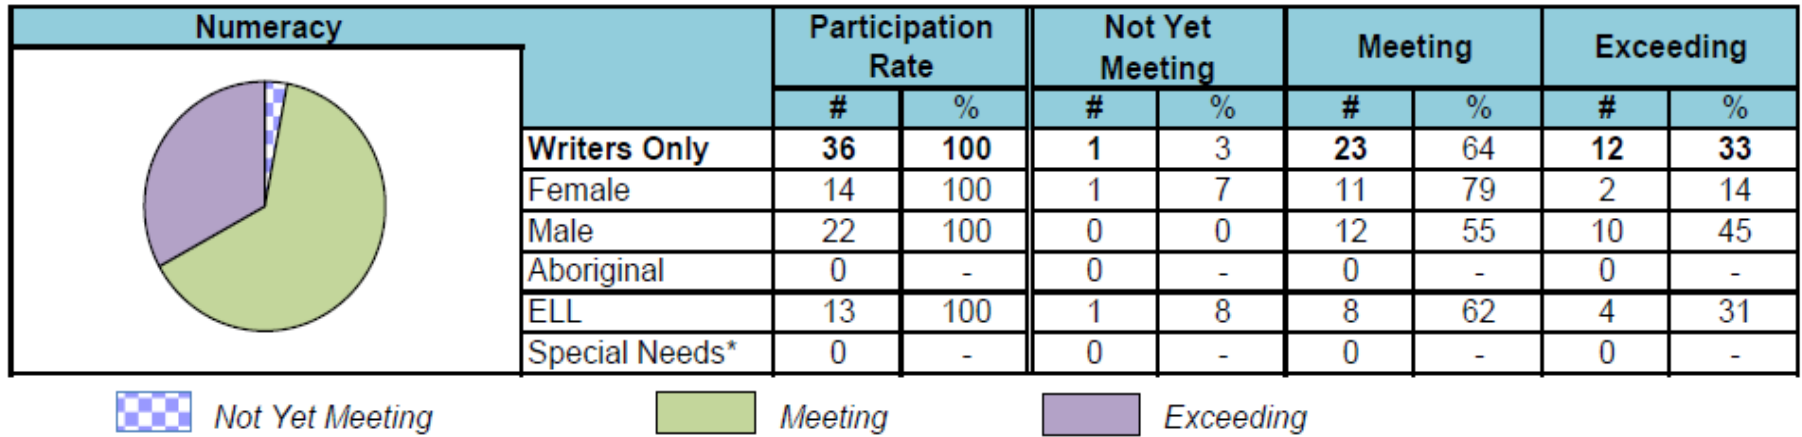 Numeracy
Participation Rate Not Yet Meeting Meeting Exceeding
# % # % # % # %
Writers Only 36 100 1 3 23 64 12 33
Female 14 100 1 7 11 79 2 14
Male 22 100 0 0 12 55 10 45
Aboriginal 0 - 0 - 0 - 0 -
ELL 13 100 1 8 8 62 4 31
Special Needs* 0 - 0 - 0 - 0 -
Not Yet Meeting Meeting Exceeding